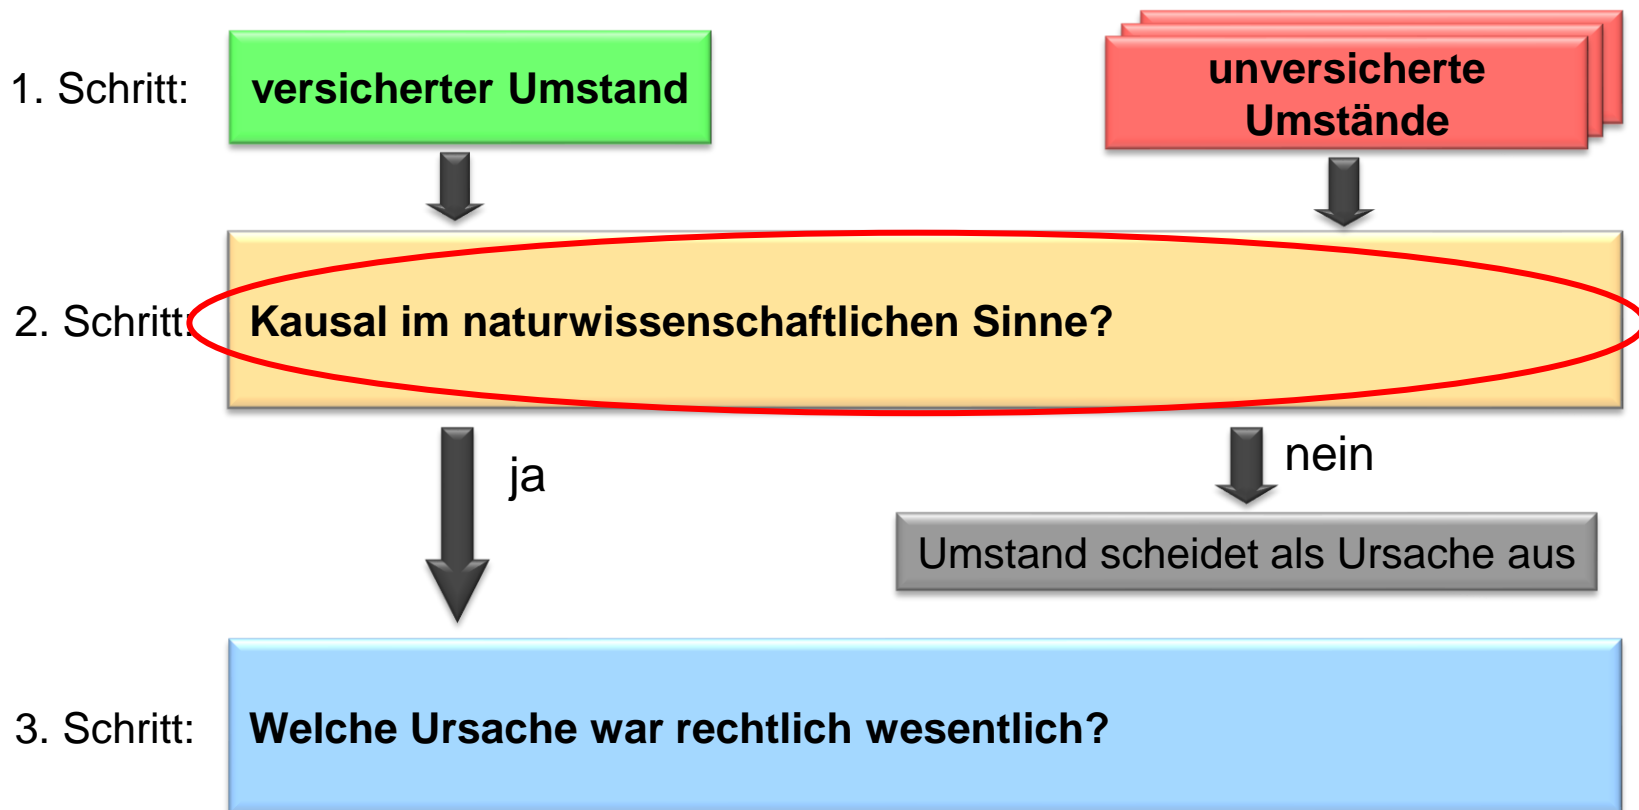 1. Schritt:
versicherter Umstand
unversicherte
Umstände
2. Schritt:
Kausal im naturwissenschaftlichen Sinne?
ja
nein
Umstand scheidet als Ursache aus
3. Schritt:
Welche Ursache war rechtlich wesentlich?